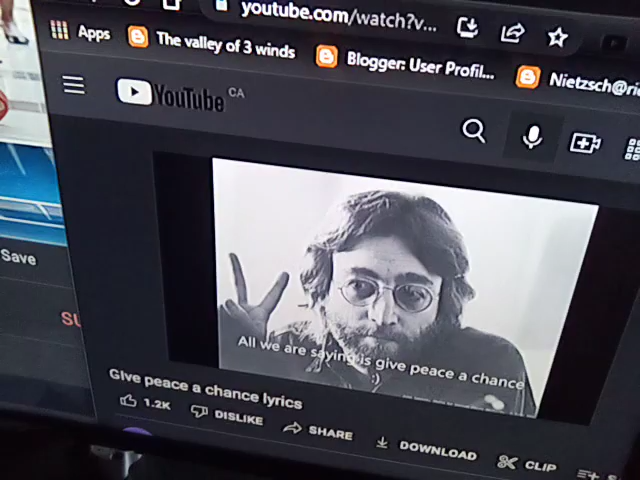 youtube.com/watch?v...
Apps The valley of 3 winds Blogger: User Profil... Nietzsch@ri
YouTube CA
Save
All we are saying is give peace a chance
:)
Give peace a chance lyrics
1.2K DISLIKE SHARE DOWNLOAD CLIP